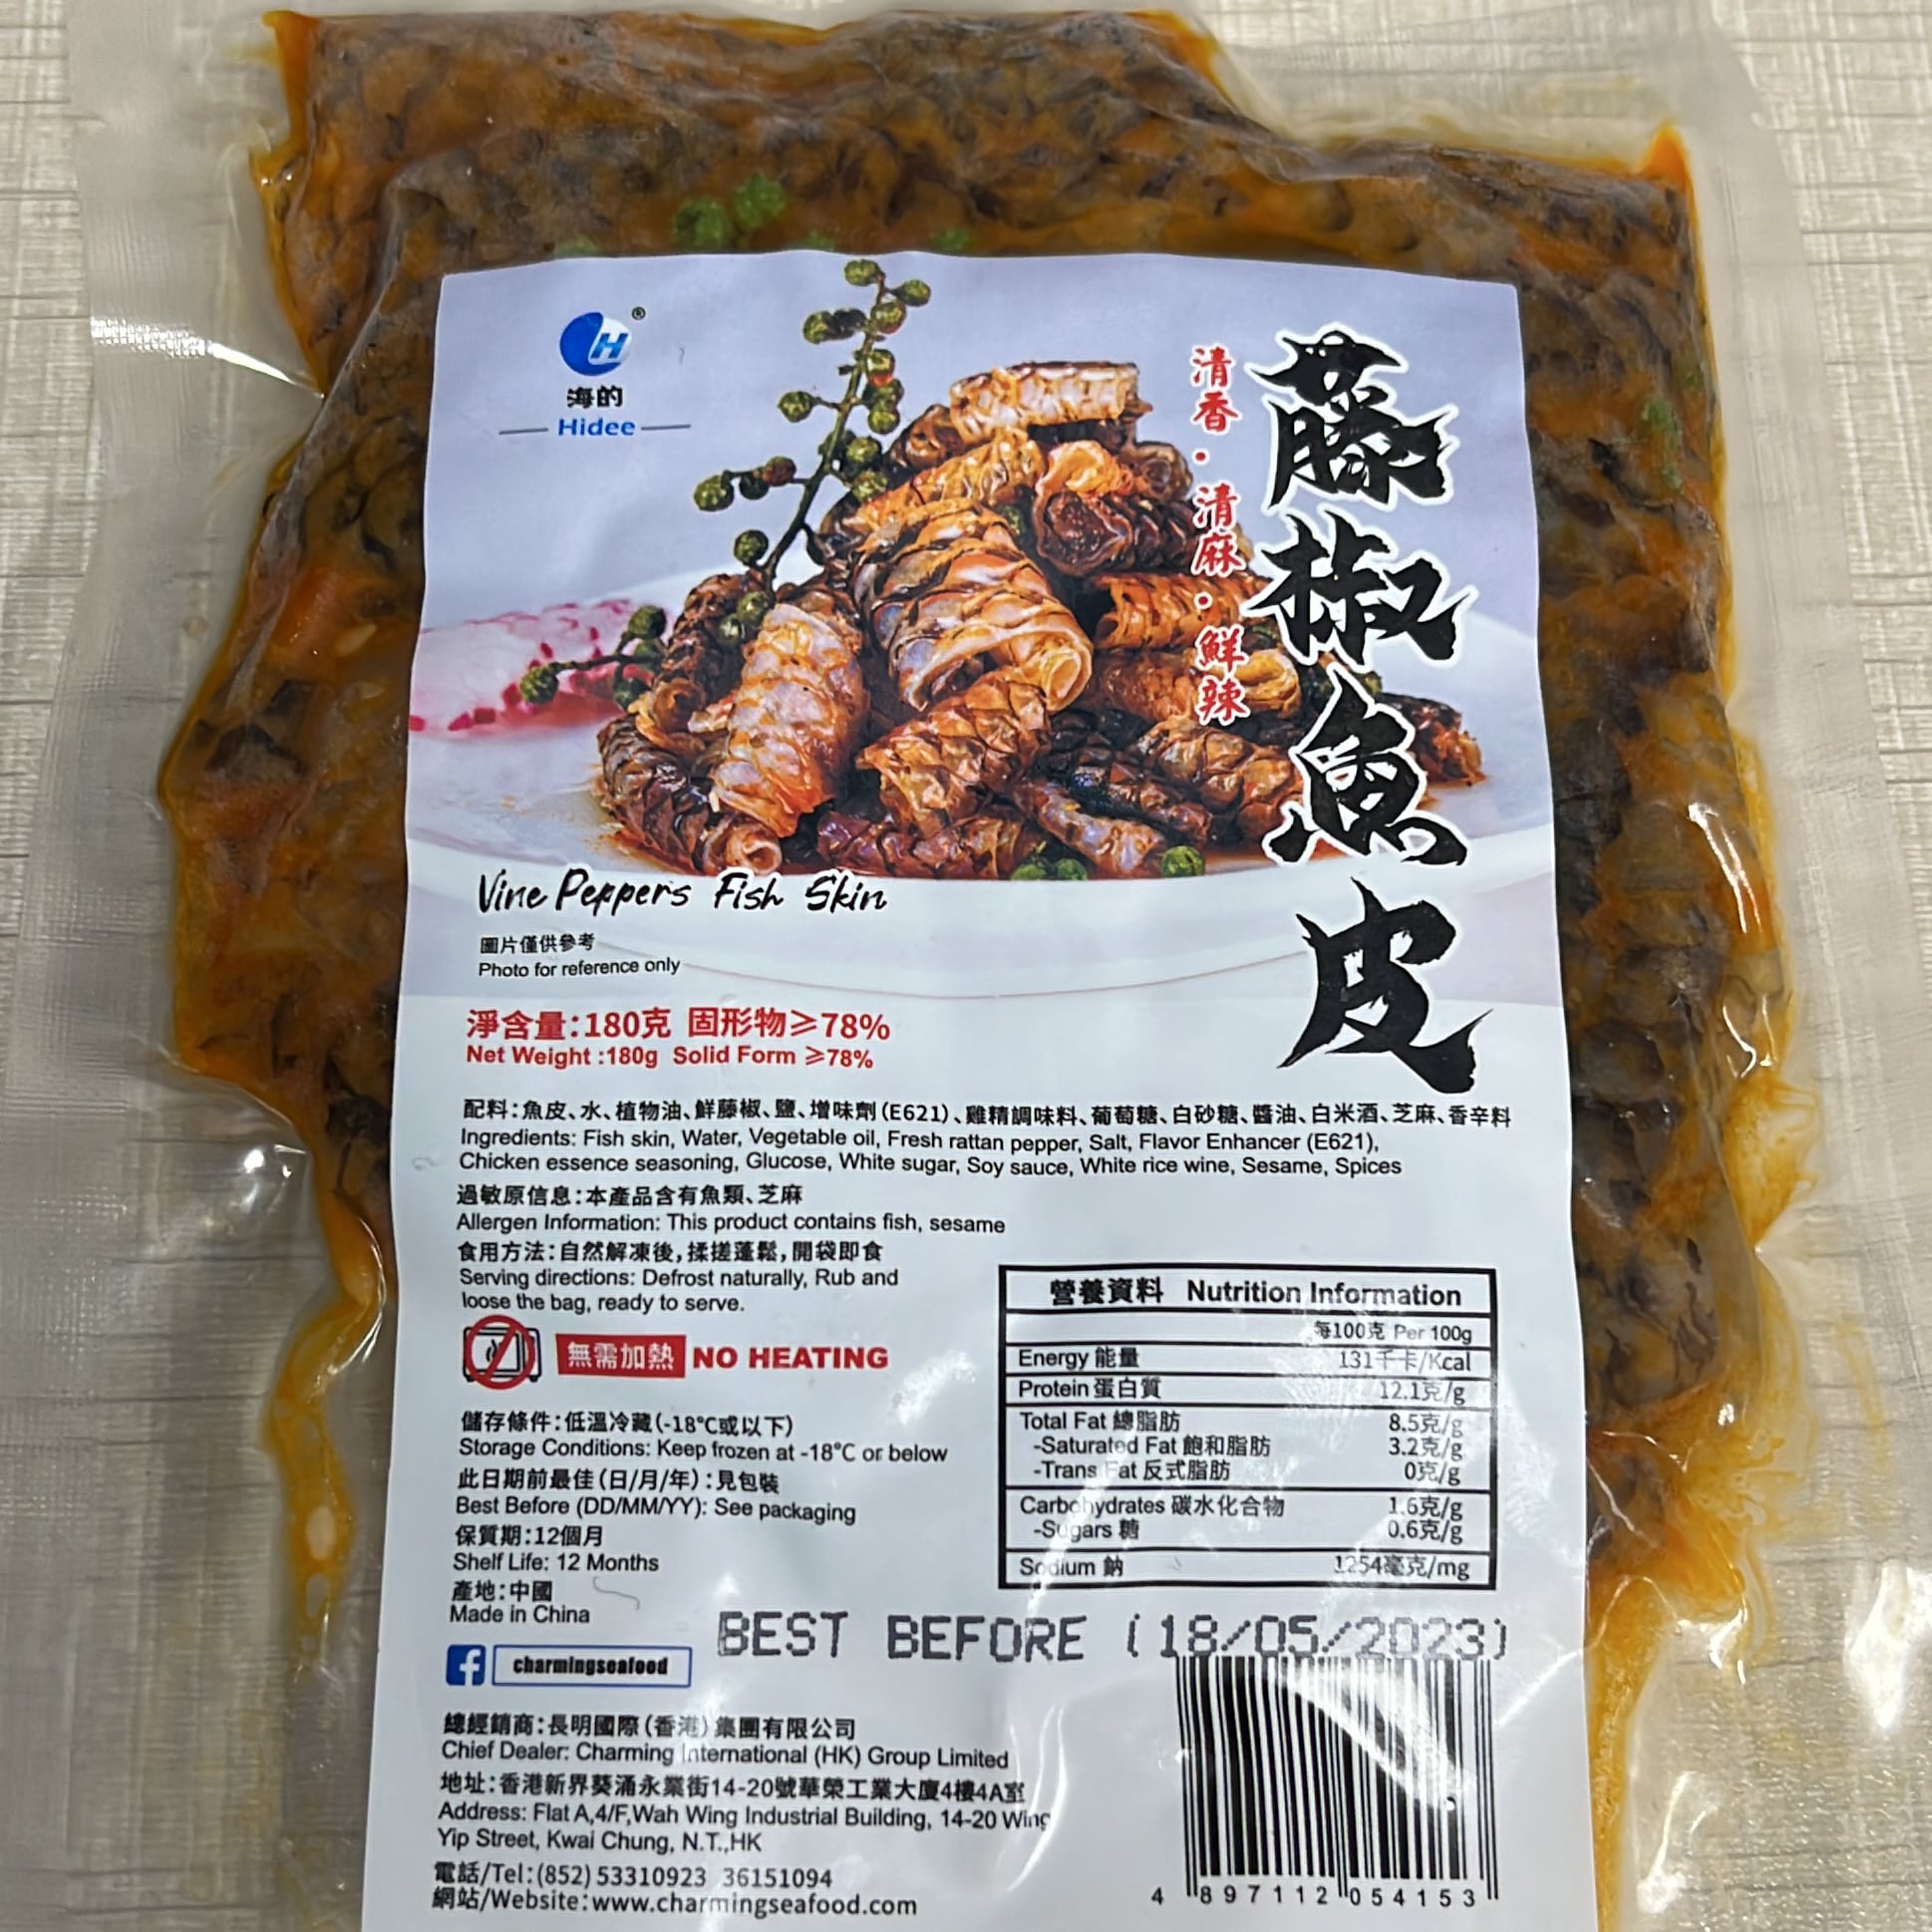 ®
H
海的
Hidee
清香·清麻·鮮辣
藤椒魚皮
Vine Peppers Fish Skin
圖片僅供參考
Photo for reference only
淨含量:180克 固形物≥78%
Net Weight :180g Solid Form ≥78%
配料:魚皮、水、植物油、鮮藤椒、鹽、增味劑(E621)、雞精調味料、葡萄糖、白砂糖、醬油、白米酒、芝麻、香辛料
Ingredients: Fish skin, Water, Vegetable oil, Fresh rattan pepper, Salt, Flavor Enhancer (E621),
Chicken essence seasoning, Glucose, White sugar, Soy sauce, White rice wine, Sesame, Spices
過敏原信息:本產品含有魚類、芝麻
Allergen Information: This product contains fish, sesame
食用方法:自然解凍後,揉搓蓬鬆,開袋即食
Serving directions: Defrost naturally, Rub and
loose the bag, ready to serve.
無需加熱 NO HEATING
儲存條件:低溫冷藏(-18℃或以下)
Storage Conditions: Keep frozen at -18℃ or below
此日期前最佳(日/月/年):見包裝
Best Before (DD/MM/YY): See packaging
保質期:12個月
Shelf Life: 12 Months
產地:中國
Made in China
營養資料 Nutrition Information
每100克 Per 100g
Energy 能量 131千卡/Kcal
Protein 蛋白質 12.1克/g
Total Fat 總脂肪 8.5克/g
-Saturated Fat 飽和脂肪 3.2克/g
-Trans Fat 反式脂肪 0克/g
Carbohydrates 碳水化合物 1.6克/g
-Sugars 糖 0.6克/g
Sodium 鈉 1254毫克/mg
BEST BEFORE (18/05/2023)
f charmingseafood
總經銷商:長明國際(香港)集團有限公司
Chief Dealer: Charming International (HK) Group Limited
地址:香港新界葵涌永業街14-20號華榮工業大廈4樓4A室
Address: Flat A,4/F,Wah Wing Industrial Building, 14-20 Wing
Yip Street, Kwai Chung, N.T.,HK
電話/Tel:(852) 53310923 36151094
網站/Website:www.charmingseafood.com
4 897112 054153